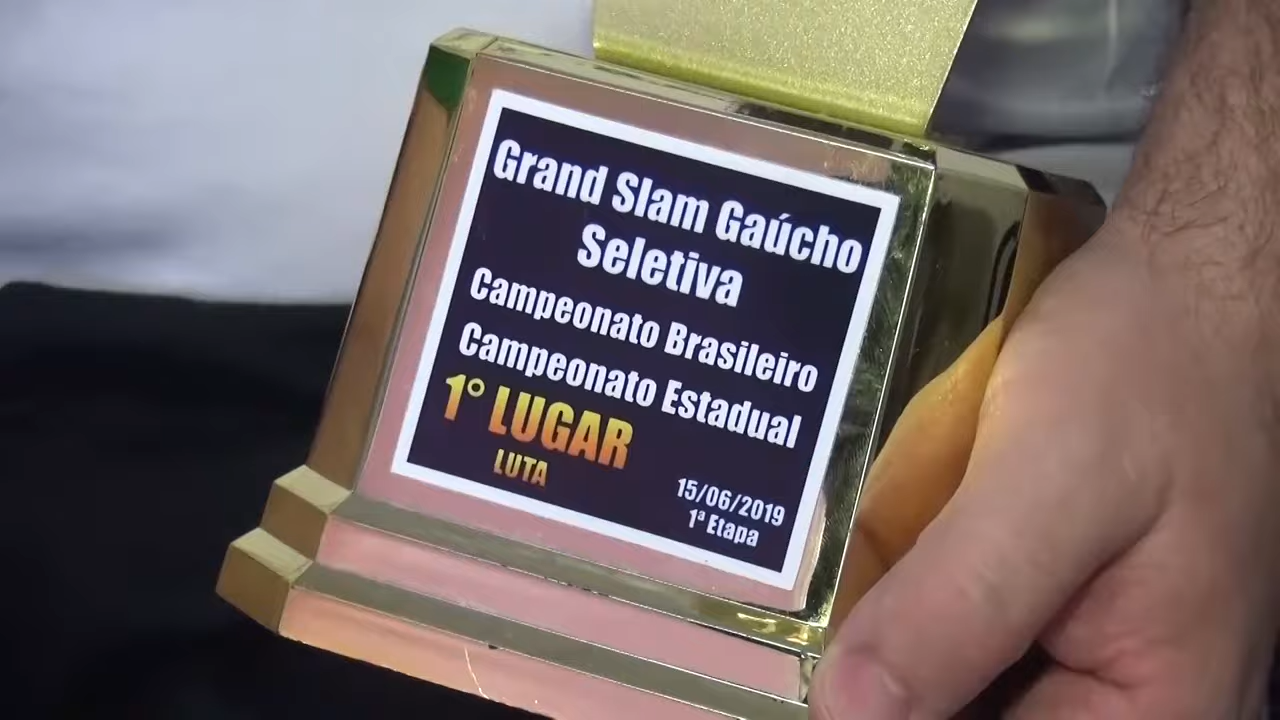 Grand Slam Gaúcho
Seletiva
Campeonato Brasileiro
Campeonato Estadual
1° LUGAR
LUTA
15/06/2019
1ª Etapa